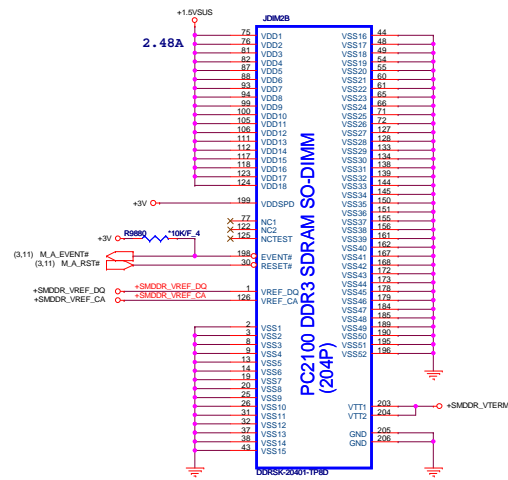 +1.5VSUS
JDIM2B
2.48A
75 VDD1 VSS16 44
76 VDD2 VSS17 48
81 VDD3 VSS18 49
82 VDD4 VSS19 54
87 VDD5 VSS20 55
88 VDD6 VSS21 60
93 VDD7 VSS22 61
94 VDD8 VSS23 65
99 VDD9 VSS24 66
100 VDD10 VSS25 71
105 VDD11 VSS26 72
106 VDD12 VSS27 127
111 VDD13 VSS28 128
112 VDD14 VSS29 133
117 VDD15 VSS30 134
118 VDD16 VSS31 138
123 VDD17 VSS32 139
124 VDD18 VSS33 144
VSS34 145
+3V 199 VDDSPD VSS35 150
VSS36 151
77 NC1 VSS37 155
122 NC2 VSS38 156
125 NCTEST VSS39 161
R9880 *10K/F_4
+3V
VSS40 162
(3,11) M_A_EVENT# 198 EVENT# VSS41 167
(3,11) M_A_RST# 30 RESET# VSS42 168
VSS43 172
VSS44 173
+SMDDR_VREF_DQ +SMDDR_VREF_DQ 1 VREF_DQ VSS45 178
+SMDDR_VREF_CA +SMDDR_VREF_CA 126 VREF_CA VSS46 179
VSS47 184
VSS48 185
2 VSS1 VSS49 189
3 VSS2 VSS50 190
8 VSS3 VSS51 195
9 VSS4 VSS52 196
13 VSS5
14 VSS6
19 VSS7
20 VSS8
25 VSS9
26 VSS10 VTT1 203 +SMDDR_VTERM
31 VSS11 VTT2 204
32 VSS12
37 VSS13 GND 205
38 VSS14 GND 206
43 VSS15
PC2100 DDR3 SDRAM SO-DIMM
(204P)
DDRSK-20401-TP8D